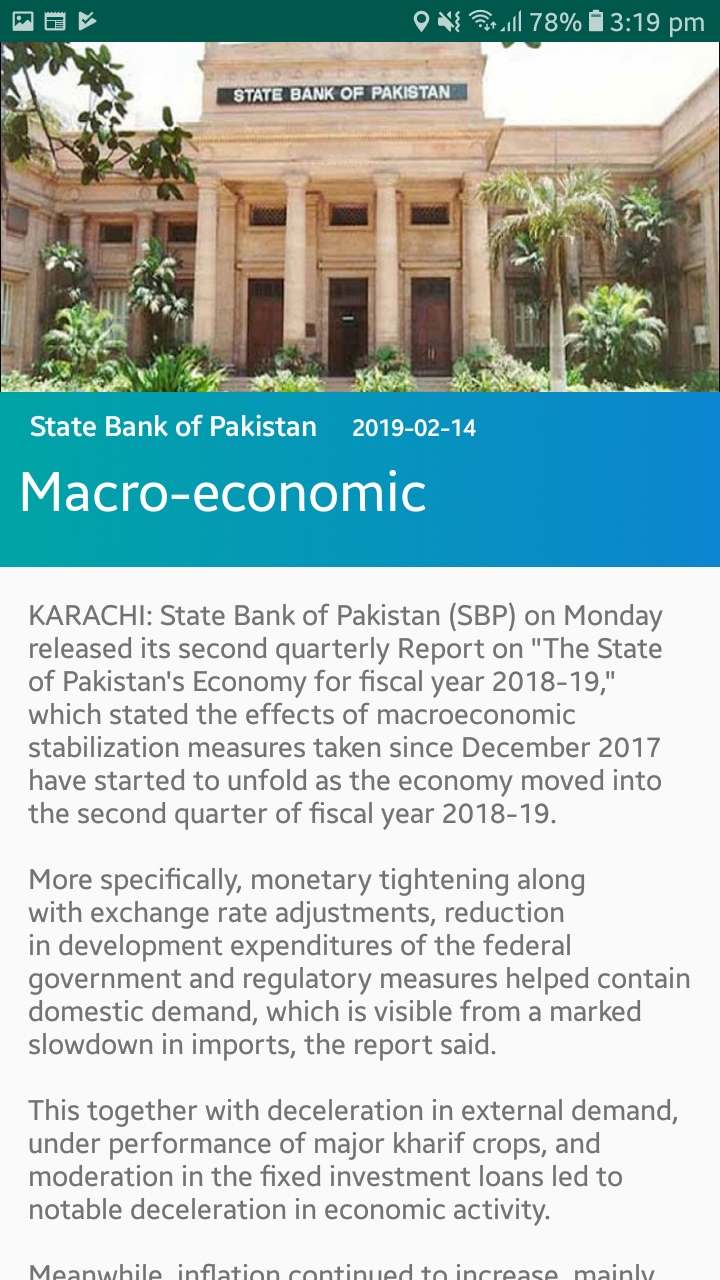 78% 3:19 pm
STATE BANK OF PAKISTAN
State Bank of Pakistan 2019-02-14
Macro-economic
KARACHI: State Bank of Pakistan (SBP) on Monday
released its second quarterly Report on "The State
of Pakistan's Economy for fiscal year 2018-19,"
which stated the effects of macroeconomic
stabilization measures taken since December 2017
have started to unfold as the economy moved into
the second quarter of fiscal year 2018-19.
More specifically, monetary tightening along
with exchange rate adjustments, reduction
in development expenditures of the federal
government and regulatory measures helped contain
domestic demand, which is visible from a marked
slowdown in imports, the report said.
This together with deceleration in external demand,
under performance of major kharif crops, and
moderation in the fixed investment loans led to
notable deceleration in economic activity.
Meanwhile, inflation continued to increase, mainly